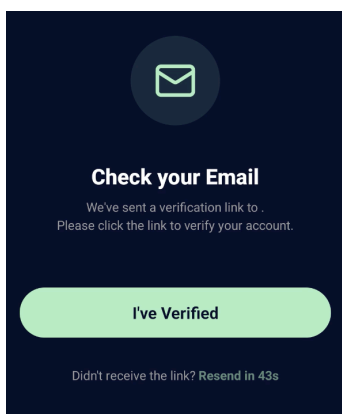 Check your Email
We've sent a verification link to .
Please click the link to verify your account.
I've Verified
Didn't receive the link? Resend in 43s